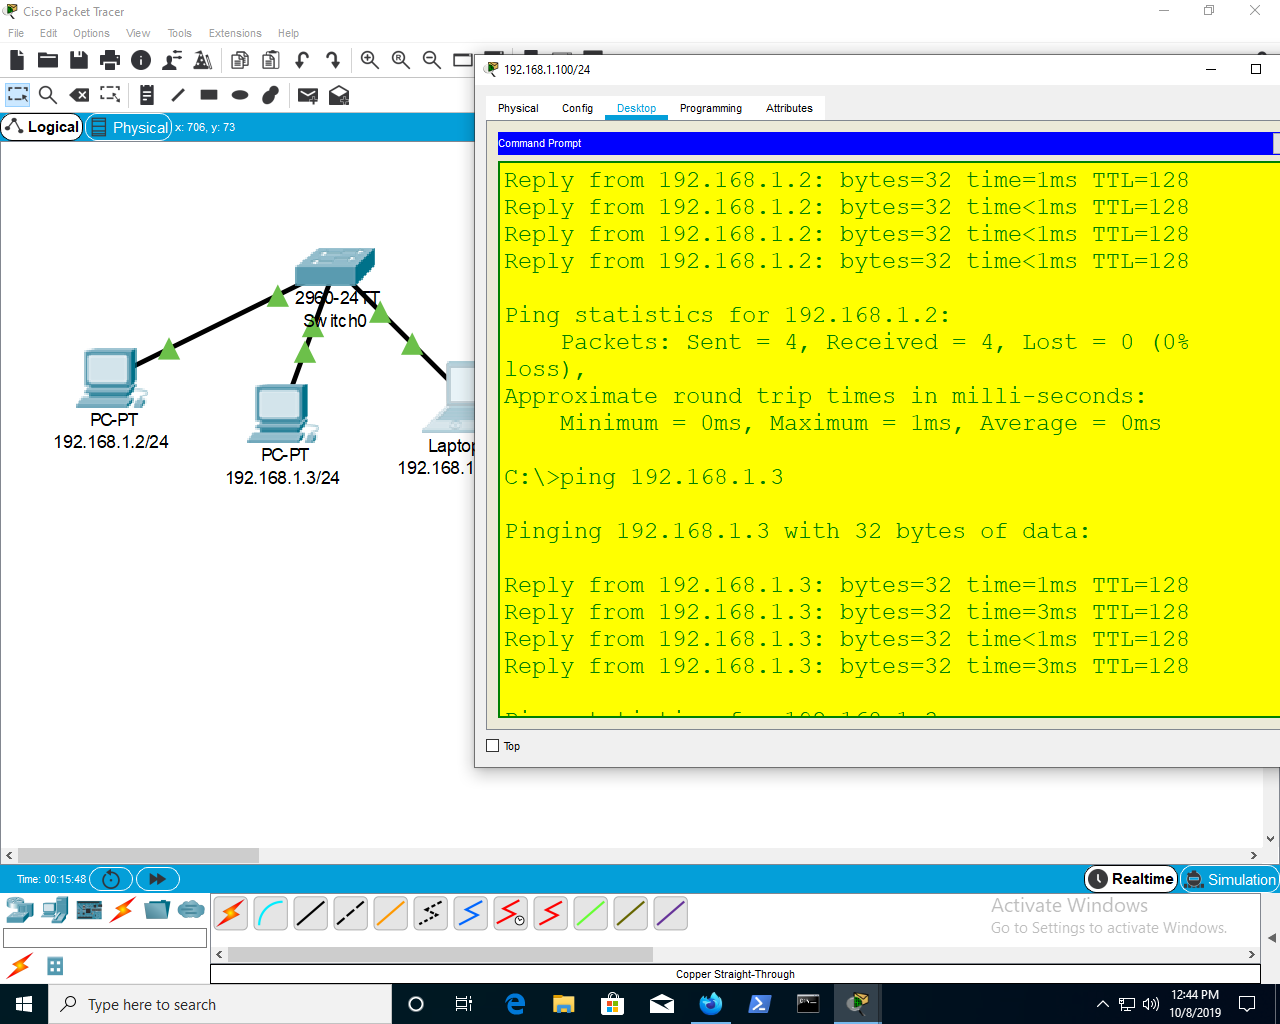 Cisco Packet Tracer
File Edit Options View Tools Extensions Help
192.168.1.100/24
Physical Config Desktop Programming Attributes
Logical Physical x: 706, y: 73
Command Prompt
Reply from 192.168.1.2: bytes=32 time=1ms TTL=128
Reply from 192.168.1.2: bytes=32 time<1ms TTL=128
Reply from 192.168.1.2: bytes=32 time<1ms TTL=128
Reply from 192.168.1.2: bytes=32 time<1ms TTL=128
Ping statistics for 192.168.1.2:
Packets: Sent = 4, Received = 4, Lost = 0 (0%
loss),
Approximate round trip times in milli-seconds:
Minimum = 0ms, Maximum = 1ms, Average = 0ms
C:\>ping 192.168.1.3
Pinging 192.168.1.3 with 32 bytes of data:
Reply from 192.168.1.3: bytes=32 time=1ms TTL=128
Reply from 192.168.1.3: bytes=32 time=3ms TTL=128
Reply from 192.168.1.3: bytes=32 time<1ms TTL=128
Reply from 192.168.1.3: bytes=32 time=3ms TTL=128
Top
2960-24TT
Switch0
PC-PT
192.168.1.2/24
PC-PT
192.168.1.3/24
Laptop
192.168.1
Time: 00:15:48
Realtime Simulation
Activate Windows
Go to Settings to activate Windows.
Copper Straight-Through
Type here to search
12:44 PM
10/8/2019